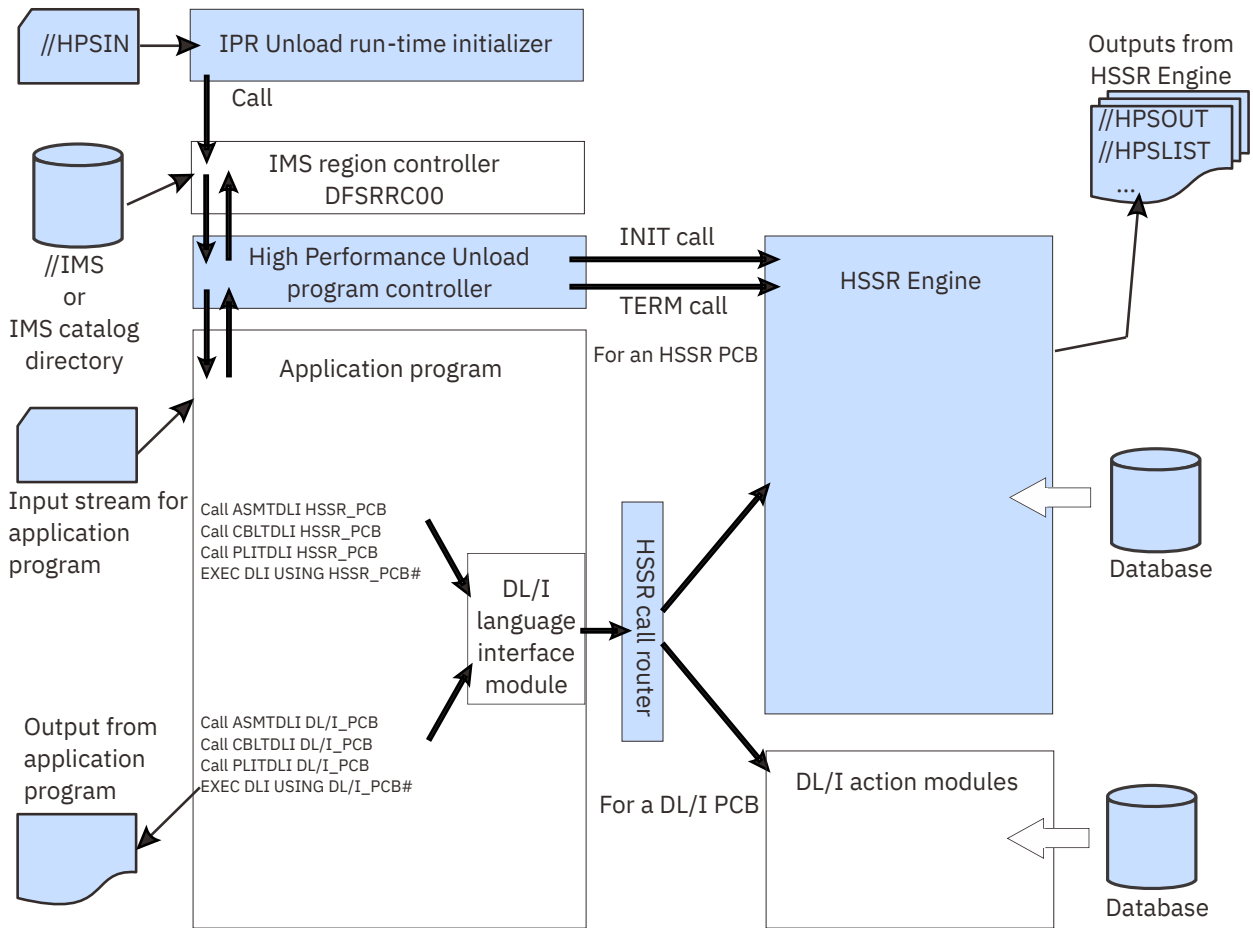 //HPSIN
IPR Unload run-time initializer
Outputs from
HSSR Engine
Call
//HPSOUT
//HPSLIST
...
IMS region controller
DFSRRC00
//IMS
or
IMS catalog
directory
High Performance Unload
program controller
INIT call
TERM call
HSSR Engine
For an HSSR PCB
Application program
Input stream for
application
program
Call ASMTDLI HSSR_PCB
Call CBLTDLI HSSR_PCB
Call PLITDLI HSSR_PCB
EXEC DLI USING HSSR_PCB#
DL/I
language
interface
module
HSSR call router
Database
Output from
application
program
Call ASMTDLI DL/I_PCB
Call CBLTDLI DL/I_PCB
Call PLITDLI DL/I_PCB
EXEC DLI USING DL/I_PCB#
For a DL/I PCB
DL/I action modules
Database